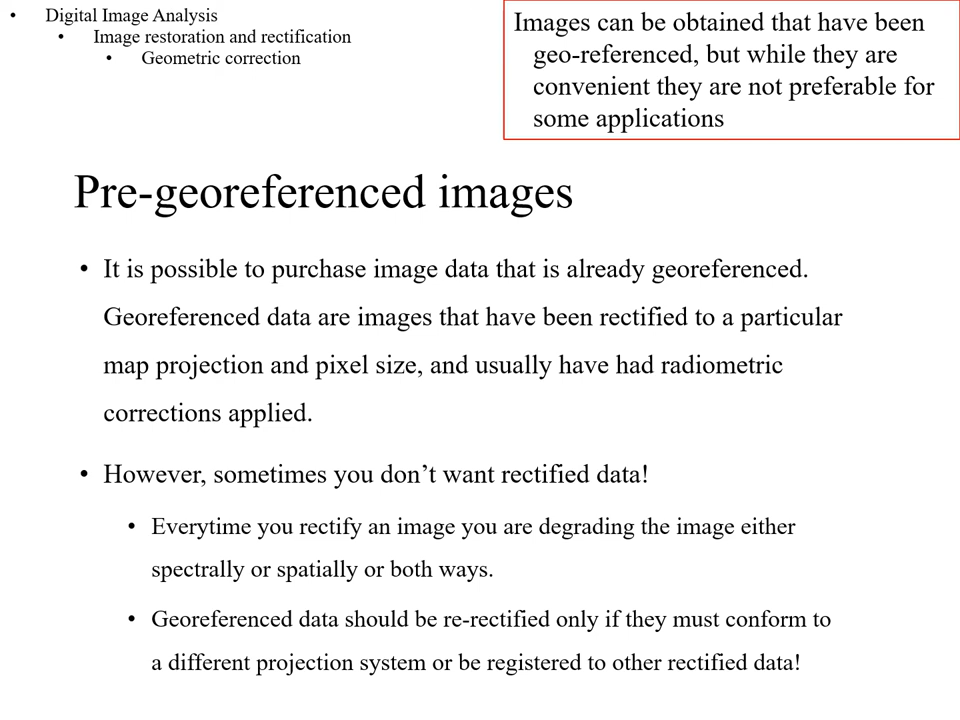 • Digital Image Analysis
• Image restoration and rectification
• Geometric correction
Images can be obtained that have been
geo-referenced, but while they are
convenient they are not preferable for
some applications
Pre-georeferenced images
• It is possible to purchase image data that is already georeferenced.
Georeferenced data are images that have been rectified to a particular
map projection and pixel size, and usually have had radiometric
corrections applied.
• However, sometimes you don’t want rectified data!
• Everytime you rectify an image you are degrading the image either
spectrally or spatially or both ways.
• Georeferenced data should be re-rectified only if they must conform to
a different projection system or be registered to other rectified data!